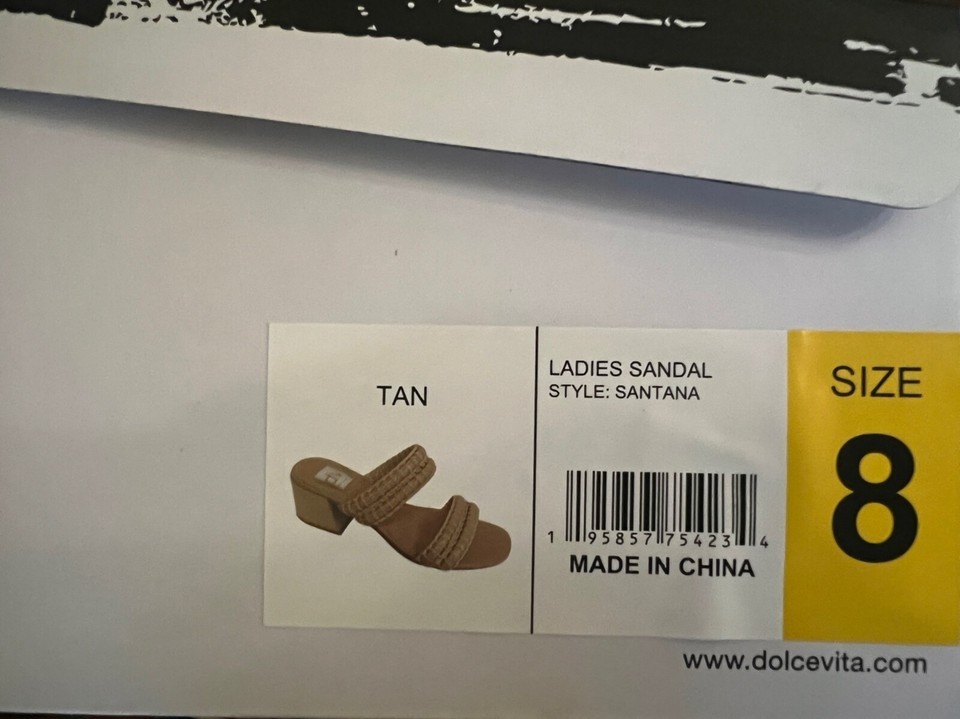 TAN
LADIES SANDAL
STYLE: SANTANA
1 95857 75423 4
MADE IN CHINA
SIZE
8
www.dolcevita.com